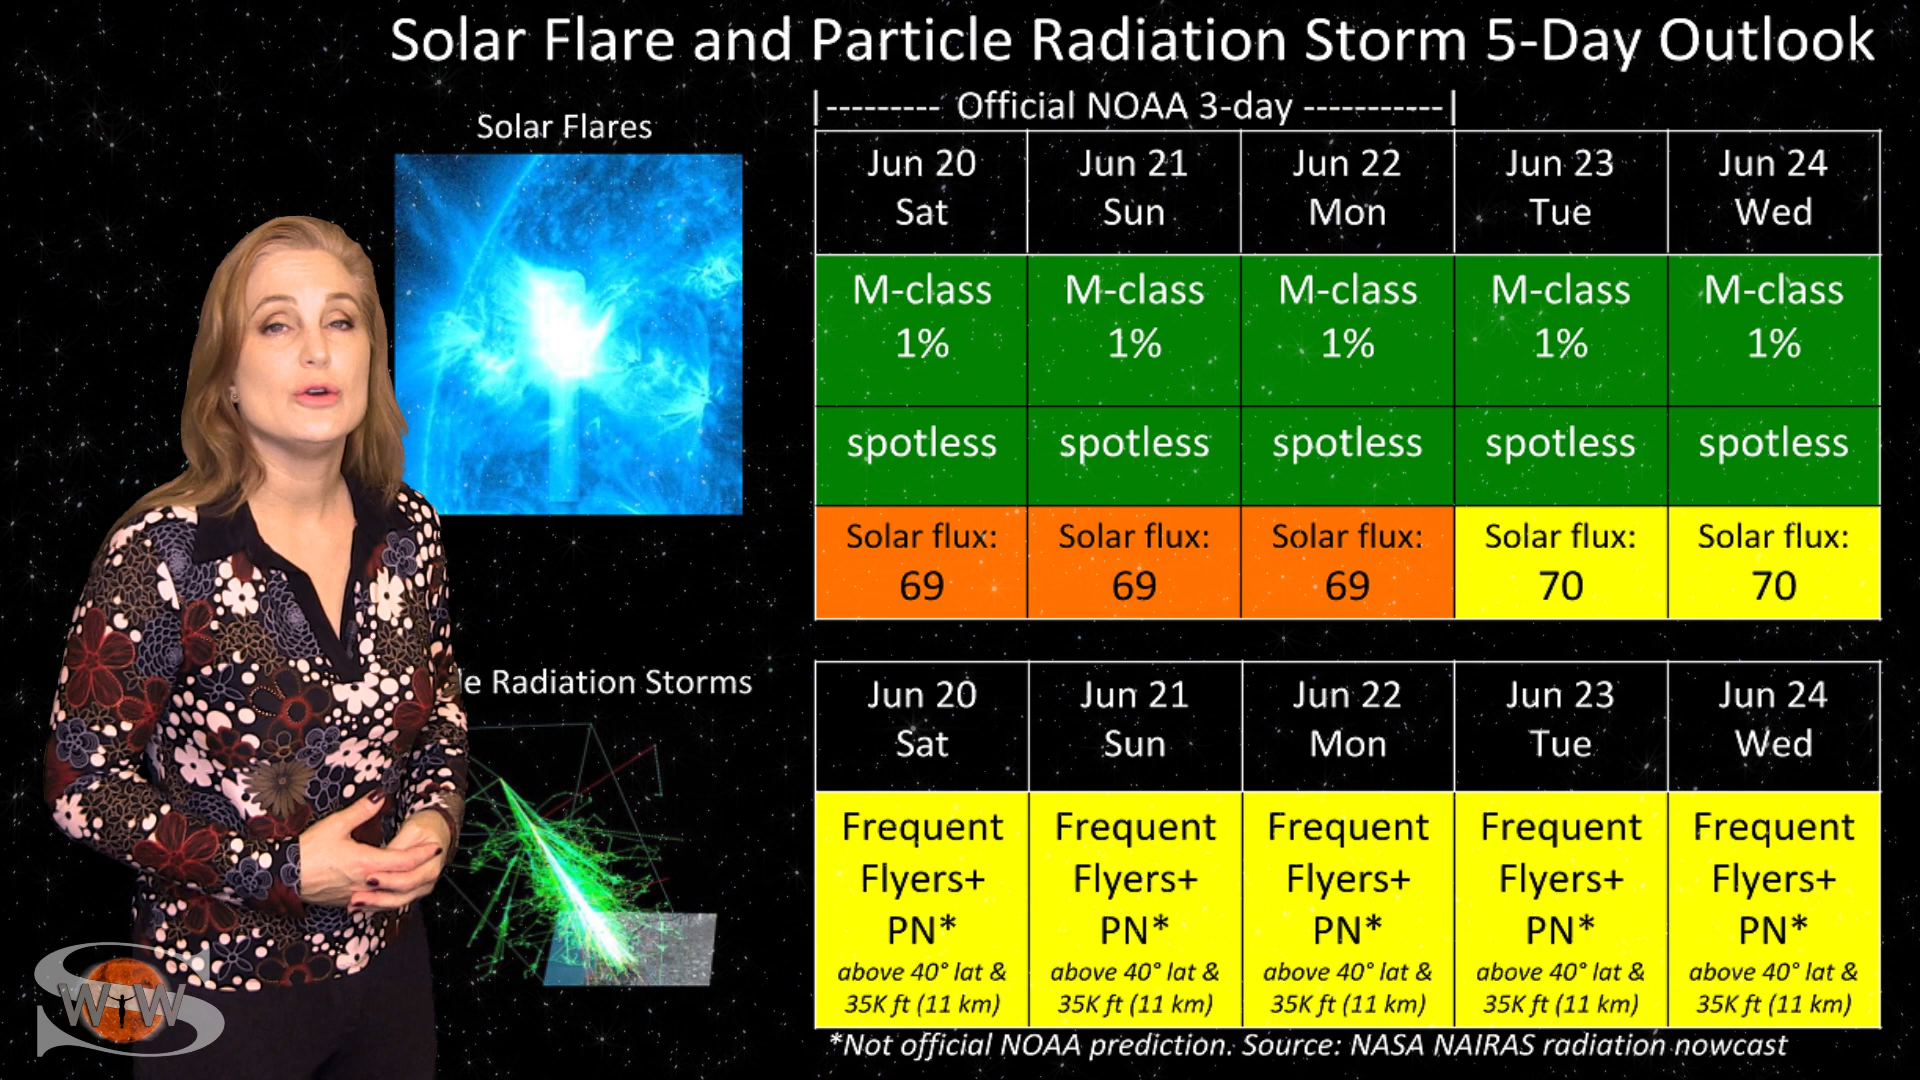 Solar Flare and Particle Radiation Storm 5-Day Outlook
|--------- Official NOAA 3-day -----------|
Solar Flares
Jun 20 Jun 21 Jun 22 Jun 23 Jun 24
Sat Sun Mon Tue Wed
M-class M-class M-class M-class M-class
1% 1% 1% 1% 1%
spotless spotless spotless spotless spotless
Solar flux: Solar flux: Solar flux: Solar flux: Solar flux:
69 69 69 70 70
le Radiation Storms
Jun 20 Jun 21 Jun 22 Jun 23 Jun 24
Sat Sun Mon Tue Wed
Frequent Frequent Frequent Frequent Frequent
Flyers+ Flyers+ Flyers+ Flyers+ Flyers+
PN* PN* PN* PN* PN*
above 40° lat & above 40° lat & above 40° lat & above 40° lat & above 40° lat &
35K ft (11 km) 35K ft (11 km) 35K ft (11 km) 35K ft (11 km) 35K ft (11 km)
*Not official NOAA prediction. Source: NASA NAIRAS radiation nowcast
SWTW